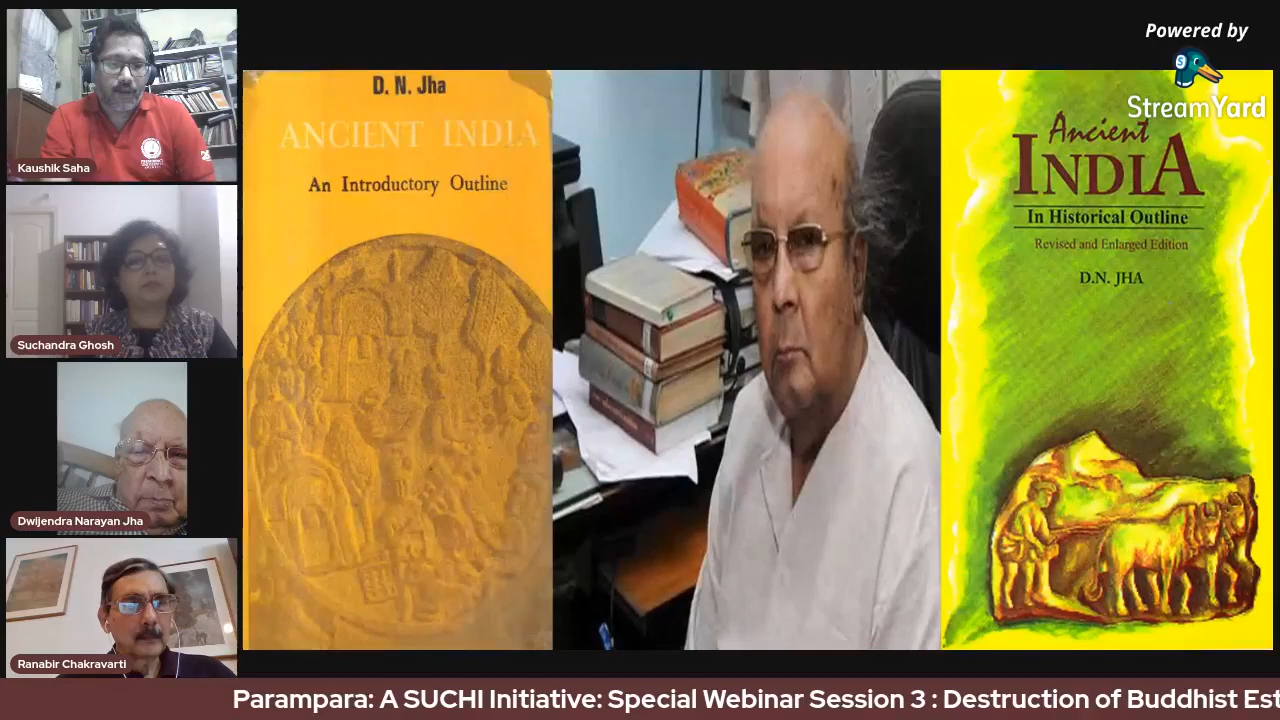 Powered by
StreamYard
Kaushik Saha
Suchandra Ghosh
Dwijendra Narayan Jha
Ranabir Chakravarti
D. N. Jha
ANCIENT INDIA
An Introductory Outline
Ancient
INDIA
In Historical Outline
Revised and Enlarged Edition
D.N. JHA
Parampara: A SUCHI Initiative: Special Webinar Session 3 : Destruction of Buddhist Est